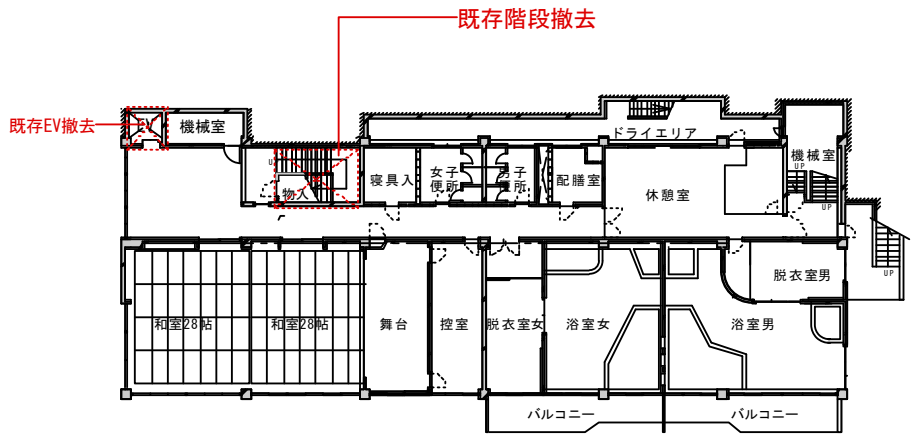 既存階段撤去
既存EV撤去
EV
機械室
ドライエリア
UP
物入
寝具入
女子
便所
男子
便所
配膳室
休憩室
機械室
UP
UP
UP
和室28帖
和室28帖
舞台
控室
脱衣室女
浴室女
浴室男
脱衣室男
バルコニー
バルコニー